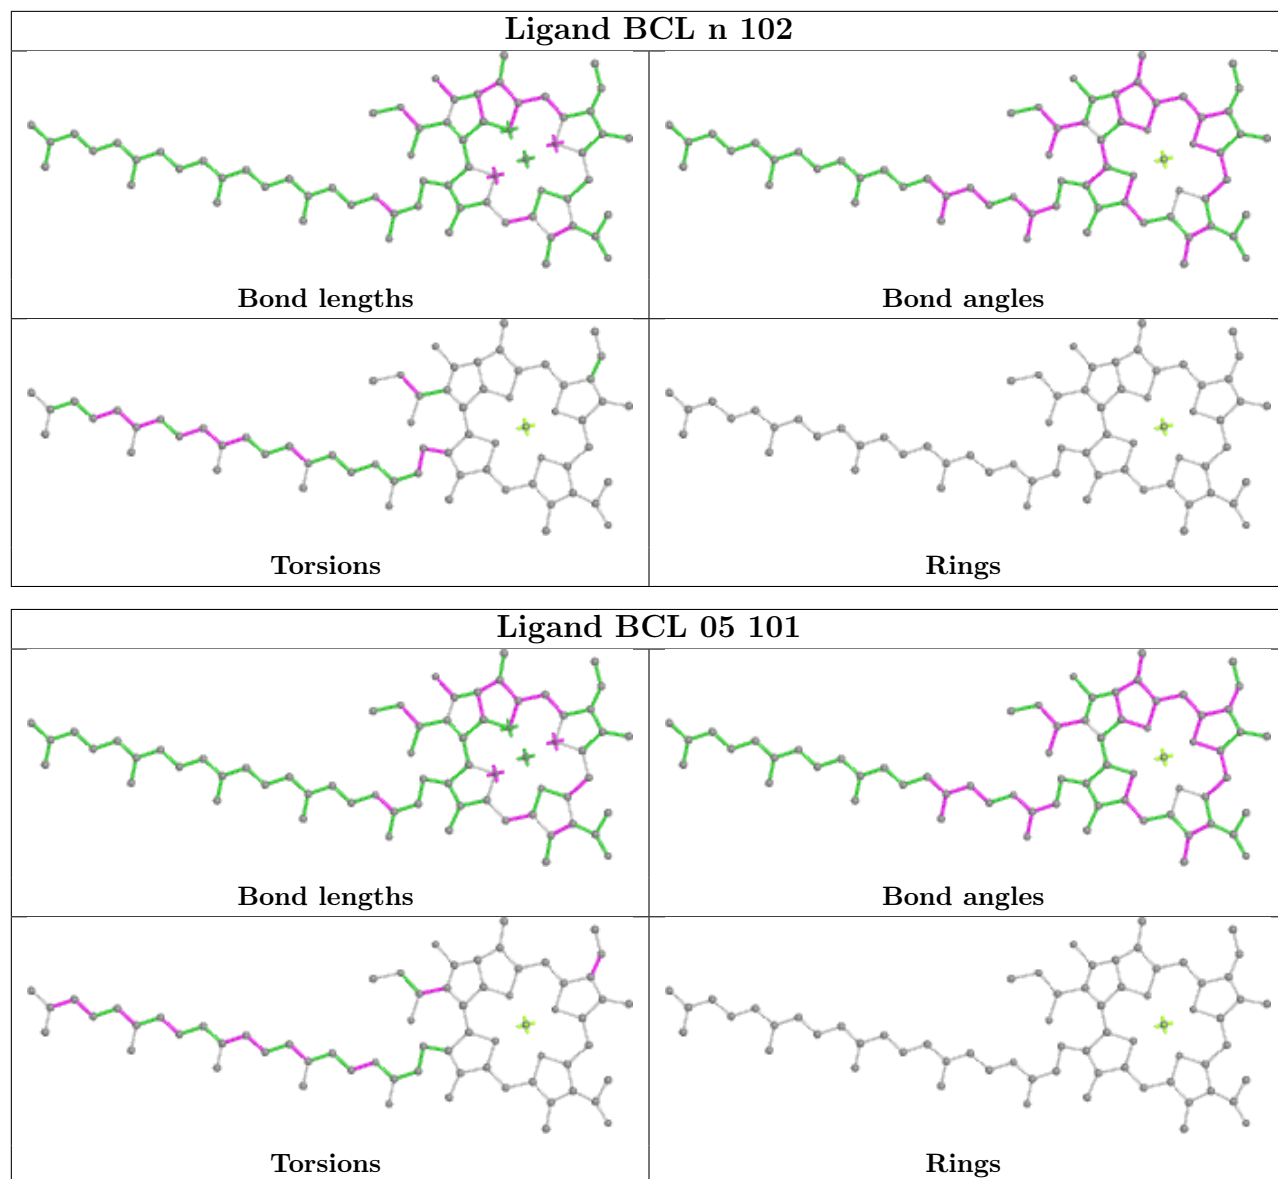 Ligand BCL n 102
Bond lengths
Bond angles
Torsions
Rings
Ligand BCL 05 101
Bond lengths
Bond angles
Torsions
Rings